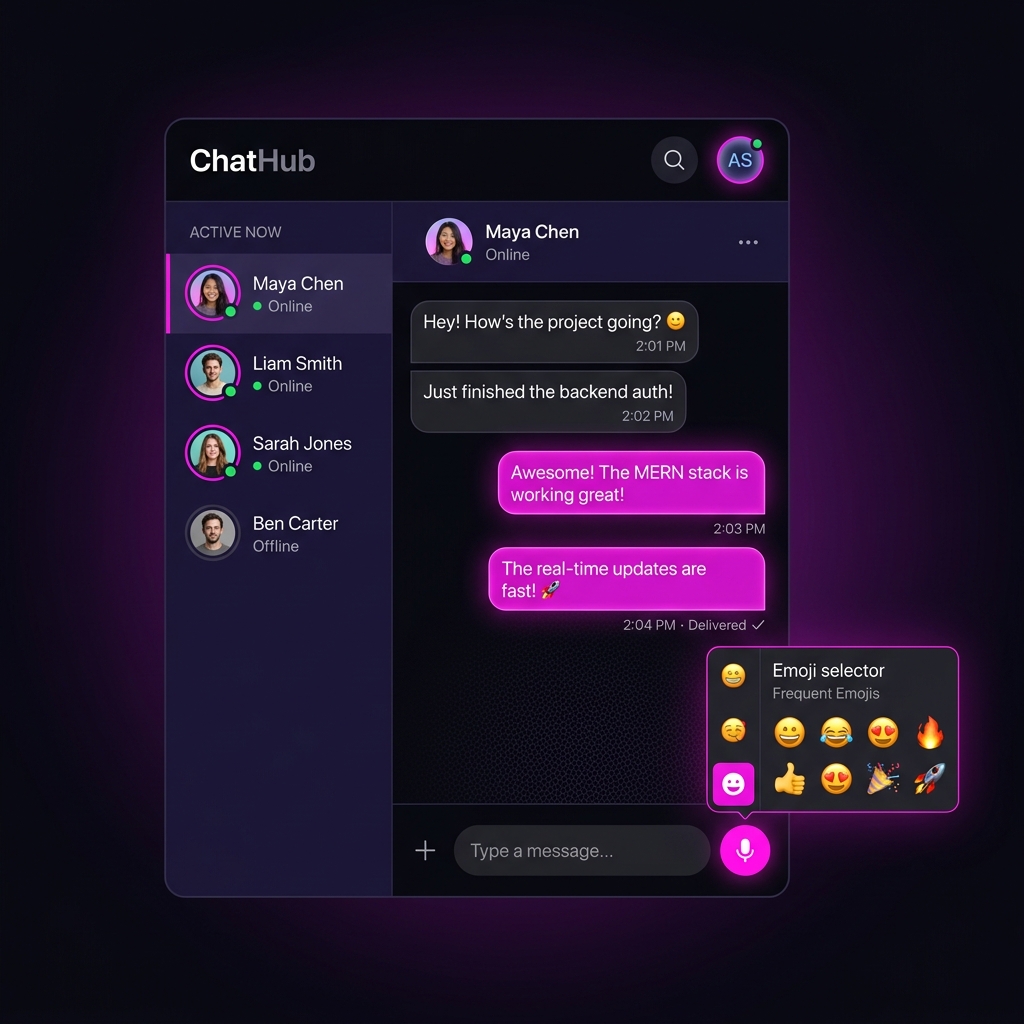 ChatHub
AS
ACTIVE NOW
Maya Chen
Online
Liam Smith
Online
Sarah Jones
Online
Ben Carter
Offline
Maya Chen
Online
Hey! How's the project going? 🙂
2:01 PM
Just finished the backend auth!
2:02 PM
Awesome! The MERN stack is
working great!
2:03 PM
The real-time updates are
fast! 🚀
2:04 PM · Delivered ✓
Emoji selector
Frequent Emojis
Type a message...